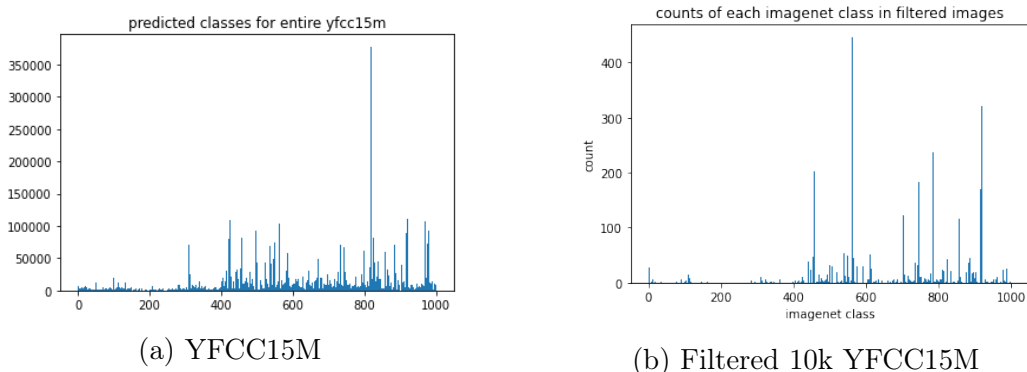 predicted classes for entire yfcc15m
350000
300000
250000
200000
150000
100000
50000
0
0 200 400 600 800 1000
(a) YFCC15M
counts of each imagenet class in filtered images
400
300
200
100
0
count
0 200 400 600 800 1000
imagenet class
(b) Filtered 10k YFCC15M